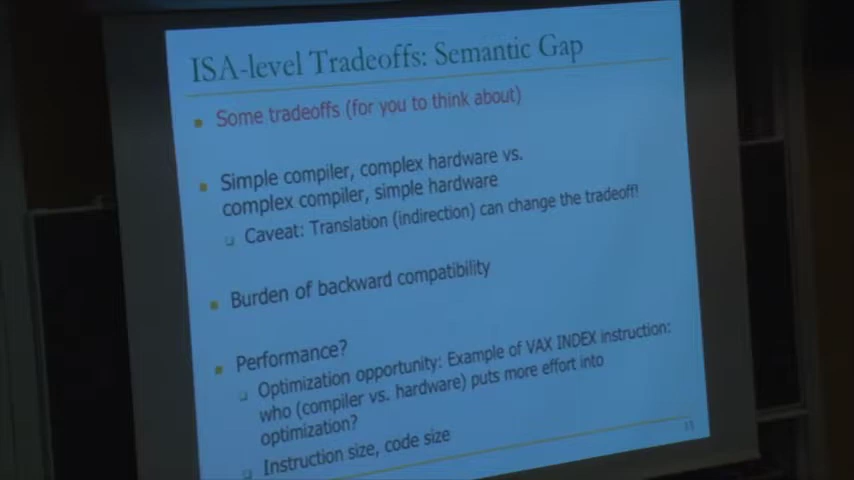 ISA-level Tradeoffs: Semantic Gap
Some tradeoffs (for you to think about)
Simple compiler, complex hardware vs.
complex compiler, simple hardware
Caveat: Translation (indirection) can change the tradeoff!
Burden of backward compatibility
Performance?
Optimization opportunity: Example of VAX INDEX instruction:
who (compiler vs. hardware) puts more effort into
optimization?
Instruction size, code size